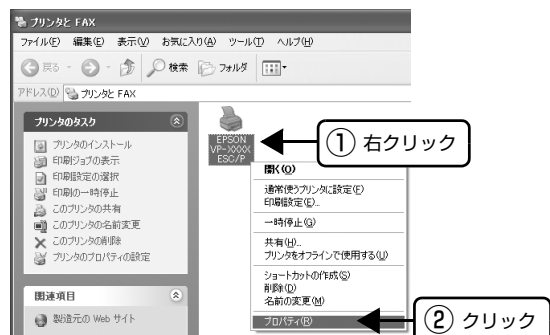 プリンタと FAX
ファイル(F) 編集(E) 表示(V) お気に入り(A) ツール(T) ヘルプ(H)
戻る 検索 フォルダ
アドレス(D) プリンタと FAX
プリンタのタスク
プリンタのインストール
印刷ジョブの表示
印刷設定の選択
印刷の一時停止
このプリンタの共有
このプリンタの名前変更
このプリンタの削除
プリンタのプロパティの設定
関連項目
製造元の Web サイト
EPSON
VP-XXXX
ESC/P
① 右クリック
開く(O)
通常使うプリンタに設定(F)
印刷設定(E)...
一時停止(G)
共有(H)...
プリンタをオフラインで使用する(U)
ショートカットの作成(S)
削除(D)
名前の変更(M)
プロパティ(R)
② クリック